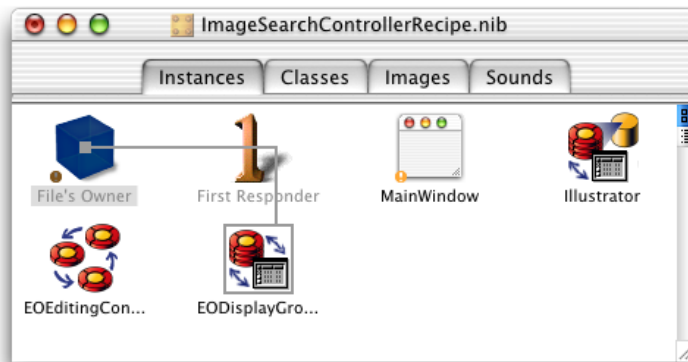 ImageSearchControllerRecipe.nib
Instances Classes Images Sounds
File's Owner First Responder MainWindow Illustrator
EOEditingCon... EODisplayGro...